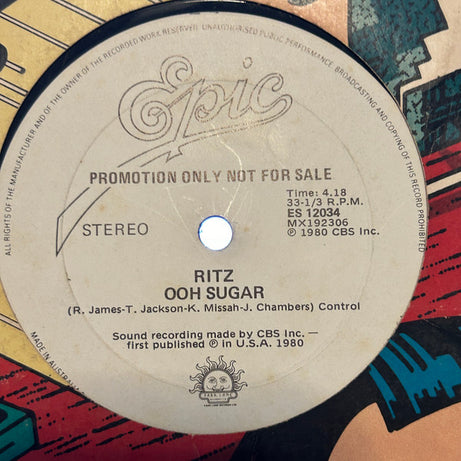 ALL RIGHTS OF THE MANUFACTURER AND OF THE OWNER OF THE RECORDED WORK RESERVED. UNAUTHORISED PUBLIC PERFORMANCE, BROADCASTING AND COPYING OF THIS RECORD PROHIBITED
Epic
PROMOTION ONLY NOT FOR SALE
Time: 4.18
33-1/3 R.P.M.
ES 12034
MX192306
STEREO
℗ 1980 CBS Inc.
RITZ
OOH SUGAR
(R. James-T. Jackson-K. Missah-J. Chambers) Control
Sound recording made by CBS Inc. —
first published ℗ in U.S.A. 1980
MADE IN AUSTRALIA
PARK LANE